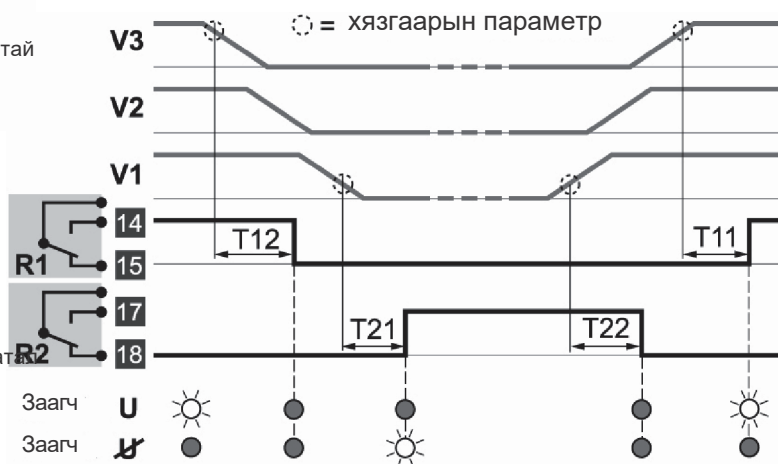 = хязгаарын параметр
V3
тай
V2
V1
14
T12
T11
R1
15
17
T21
T22
R2
18
Заагч U
Заагч U